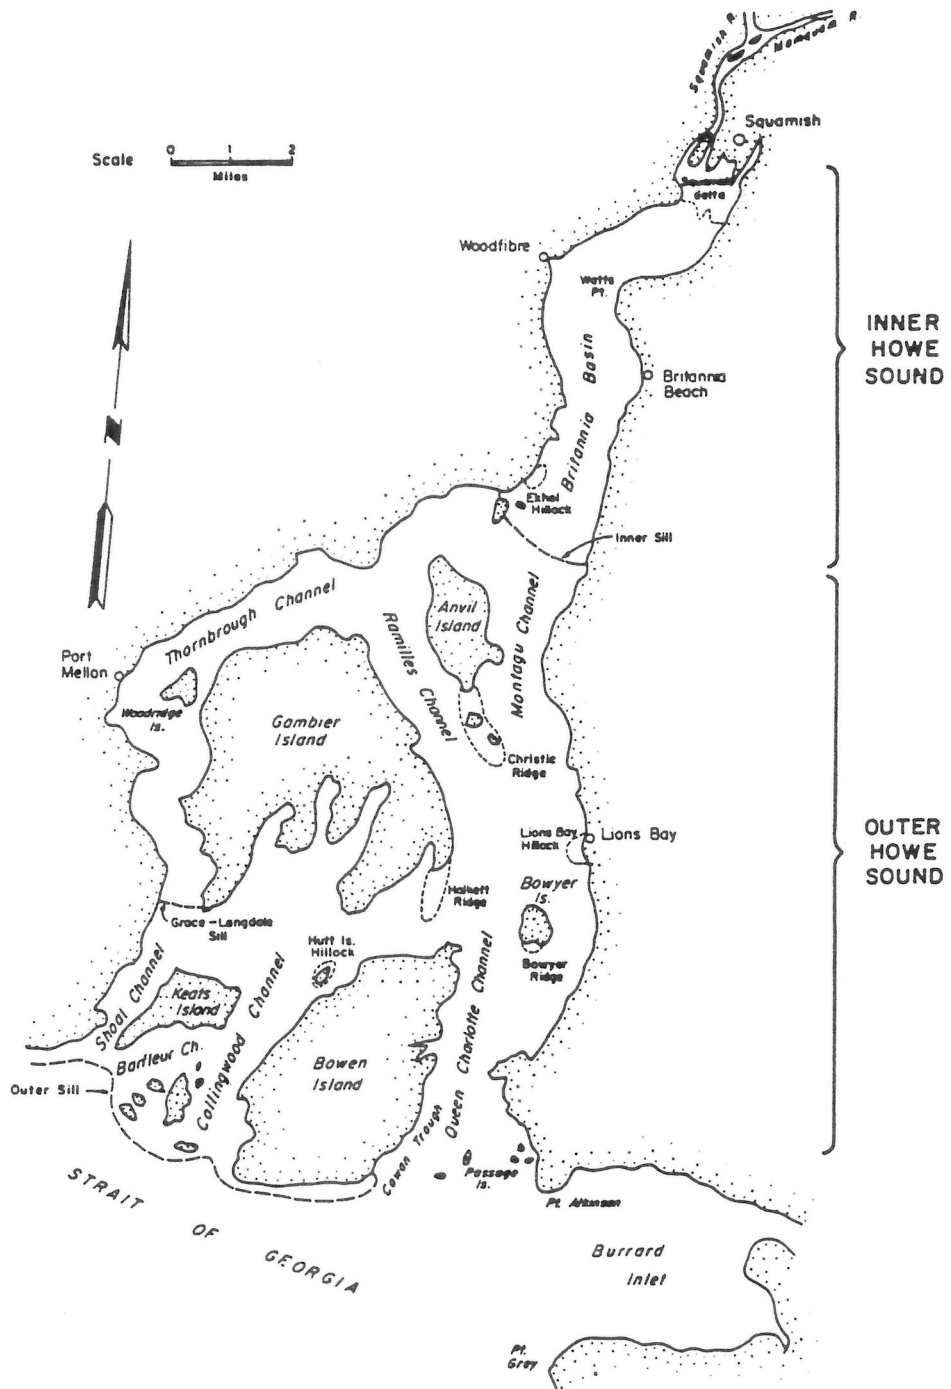 Squamish R.
Mamquam R.
Squamish
Scale
0 1 2
Miles
Squamish
delta
Woodfibre
Watts
Pt.
INNER
HOWE
SOUND
Britannia Basin
Britannia
Beach
Ekhol
Hillock
Inner Sill
Thornbrough Channel
Anvil
Island
Ramilles Channel
Montagu Channel
Port
Mellon
Woodridge
Is.
Gambier
Island
Christie
Ridge
Lions Bay
Hillock
Lions Bay
OUTER
HOWE
SOUND
Halkett
Ridge
Bowyer
Is.
Grace-Langdale
Sill
Hutt Is.
Hillock
Bowyer
Ridge
Shoal Channel
Keats
Island
Collingwood Channel
Queen Charlotte Channel
Barfleur Ch.
Bowen
Island
Outer Sill
Cowan Trough
Passage
Is.
Pt. Atkinson
STRAIT
OF
GEORGIA
Burrard
Inlet
Pt.
Grey
N